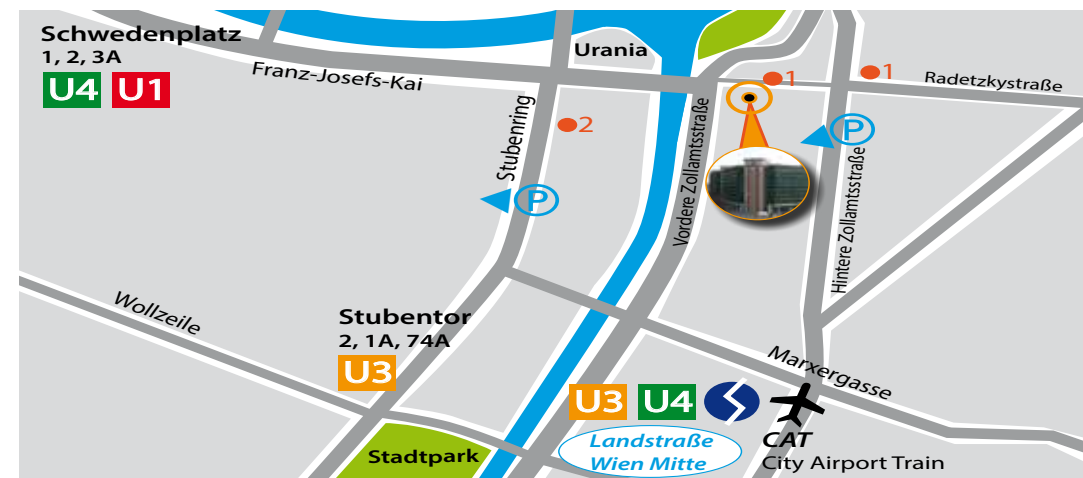 Schwedenplatz
1, 2, 3A
U4 U1
Franz-Josefs-Kai
Urania
1
1
Radetzkystraße
Stubenring
2
P
P
Vordere Zollamtsstraße
Hintere Zollamtsstraße
Wollzeile
Stubentor
2, 1A, 74A
U3
Marxergasse
U3 U4
Landstraße
Wien Mitte
CAT
City Airport Train
Stadtpark